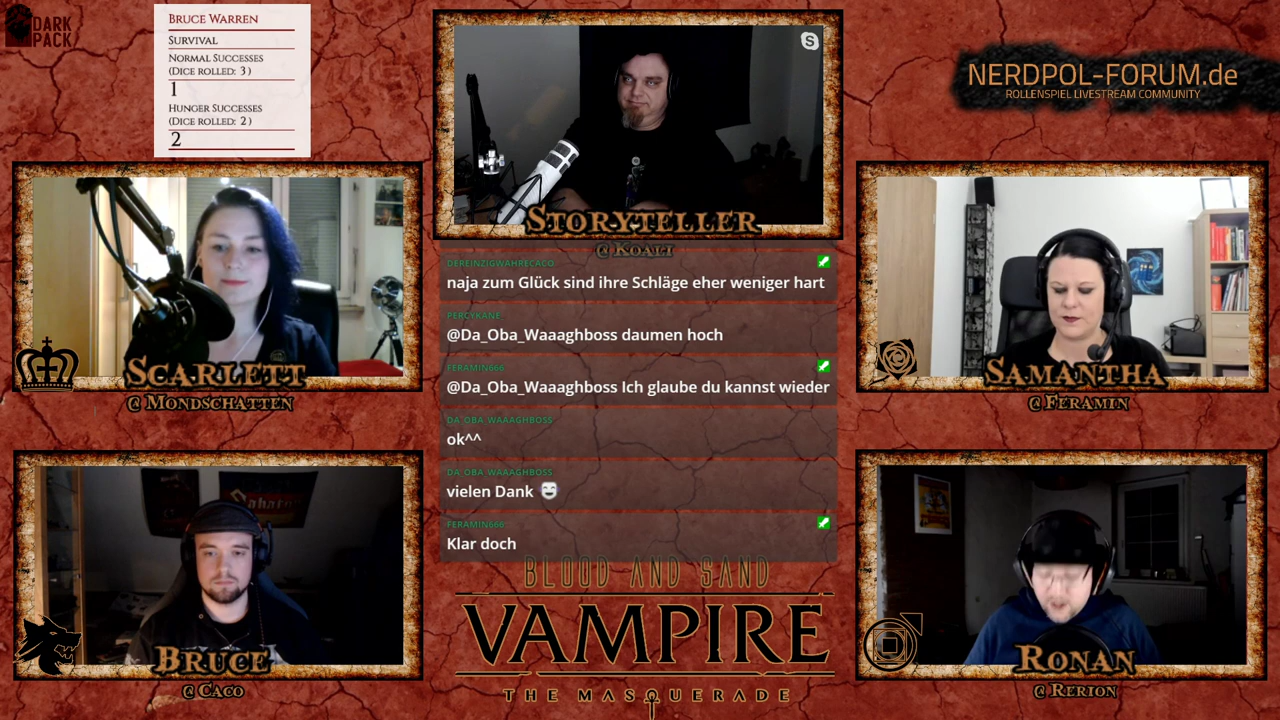 DARK
PACK
Bruce Warren
Survival
Normal Successes
(Dice rolled: 3)
1
Hunger Successes
(Dice rolled: 2)
2
NERDPOL-FORUM.de
ROLLENSPIEL LIVESTREAM COMMUNITY
Storyteller
@ Koali
DEREINZIGWAHRECACO
naja zum Glück sind ihre Schläge eher weniger hart
PERCYKANE
@Da_Oba_Waaaghboss daumen hoch
FERAMIN666
@Da_Oba_Waaaghboss Ich glaube du kannst wieder
DA_OBA_WAAAGHBOSS
ok^^
DA_OBA_WAAAGHBOSS
vielen Dank
FERAMIN666
Klar doch
Scarlett
@ Mondschatten
Samantha
@ Feramin
Bruce
@ Caco
Ronan
@ Rerion
BLOOD AND SAND
VAMPIRE
THE MASQUERADE